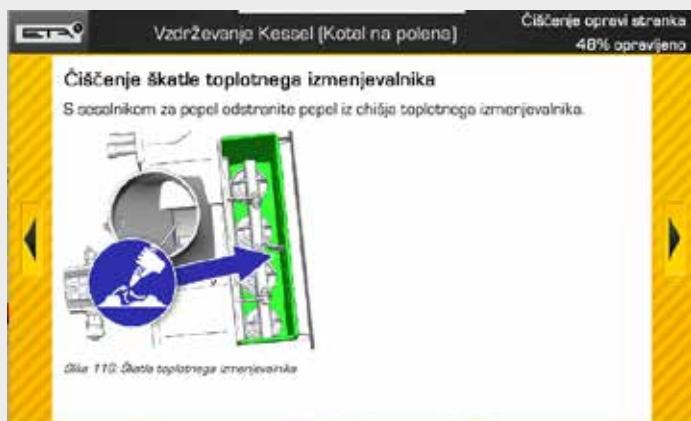 ETA
Vzdrževanje Kessel (Kotel na polena)
Čiščenje opravi stranka
48% opravljeno
Čiščenje škatle toplotnega izmenjevalnika
S sesalnikom za pepel odstranite pepel iz ohišja toplotnega izmenjevalnika.
Slika 110: Škatla toplotnega izmenjevalnika